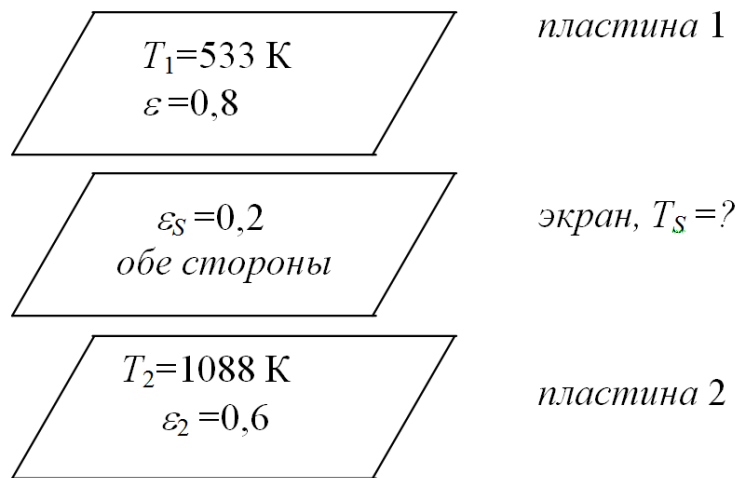 пластина 1
T₁=533 К
ε=0,8
ε_S=0,2
обе стороны
экран, T_S=?
T₂=1088 К
ε₂=0,6
пластина 2